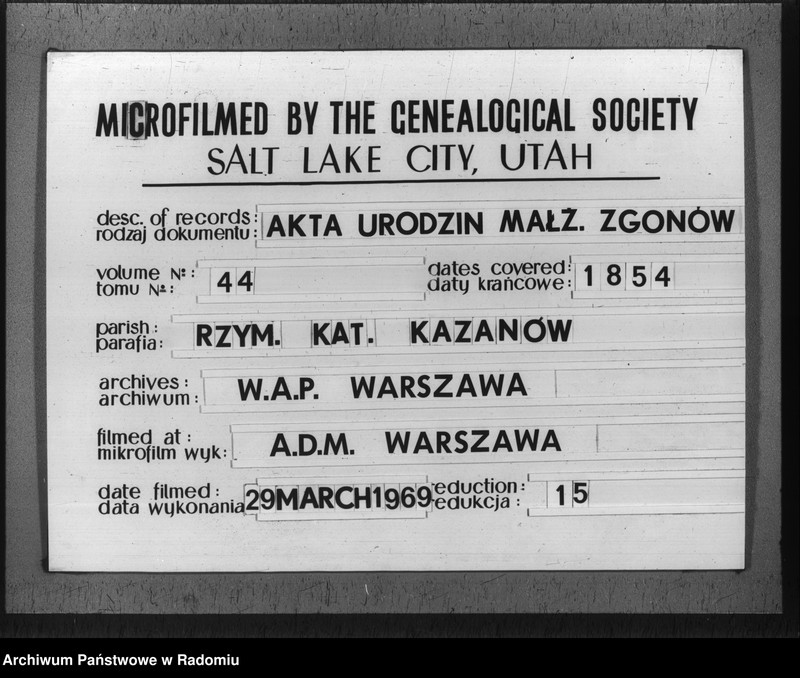 MICROFILMED BY THE GENEALOGICAL SOCIETY
SALT LAKE CITY, UTAH
desc. of records: AKTA URODZIN MAŁŻ. ZGONÓW
rodzaj dokumentu:
volume №: 44 dates covered: 1854
tomu №: daty krańcowe:
parish: RZYM. KAT. KAZANÓW
parafia:
archives: W.A.P. WARSZAWA
archiwum:
filmed at: A.D.M. WARSZAWA
mikrofilm wyk:
date filmed: 29MARCH1969 reduction: 15
data wykonania redukcja:
Archiwum Państwowe w Radomiu